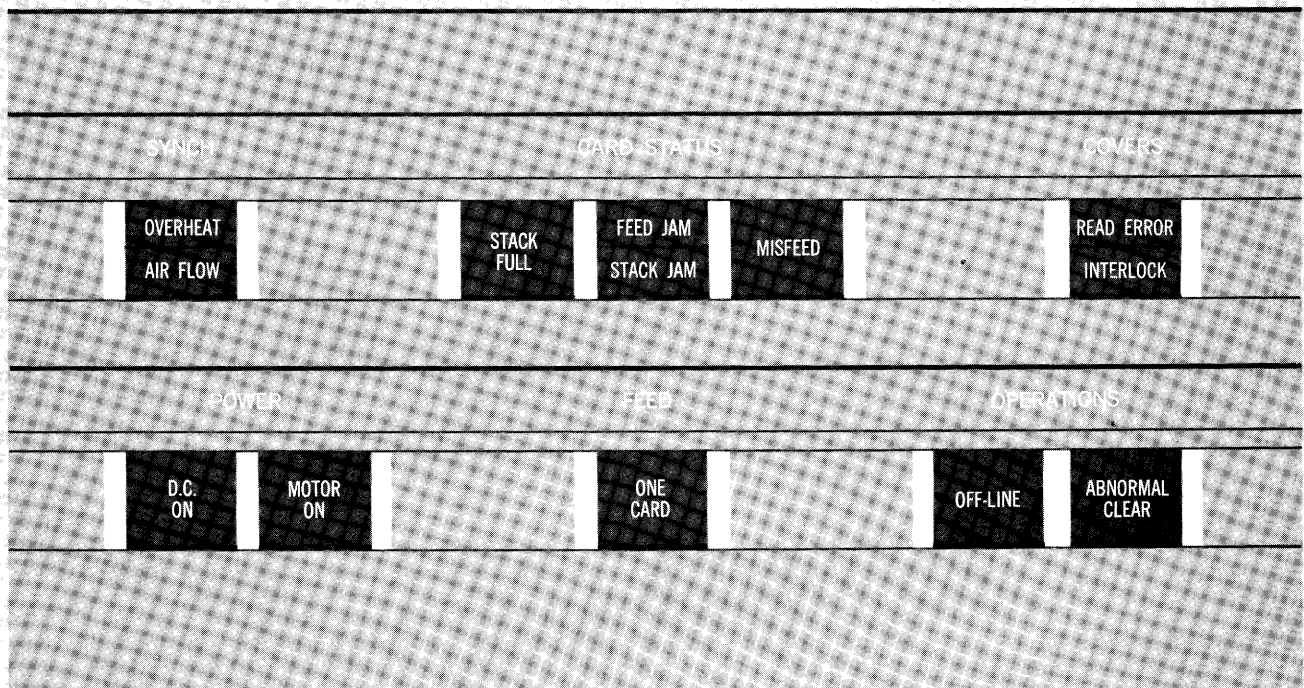 SYNCH
CARD STATUS
COVERS
OVERHEAT
AIR FLOW
STACK
FULL
FEED JAM
STACK JAM
MISFEED
READ ERROR
INTERLOCK
POWER
FEED
OPERATIONS
D.C.
ON
MOTOR
ON
ONE
CARD
OFF-LINE
ABNORMAL
CLEAR